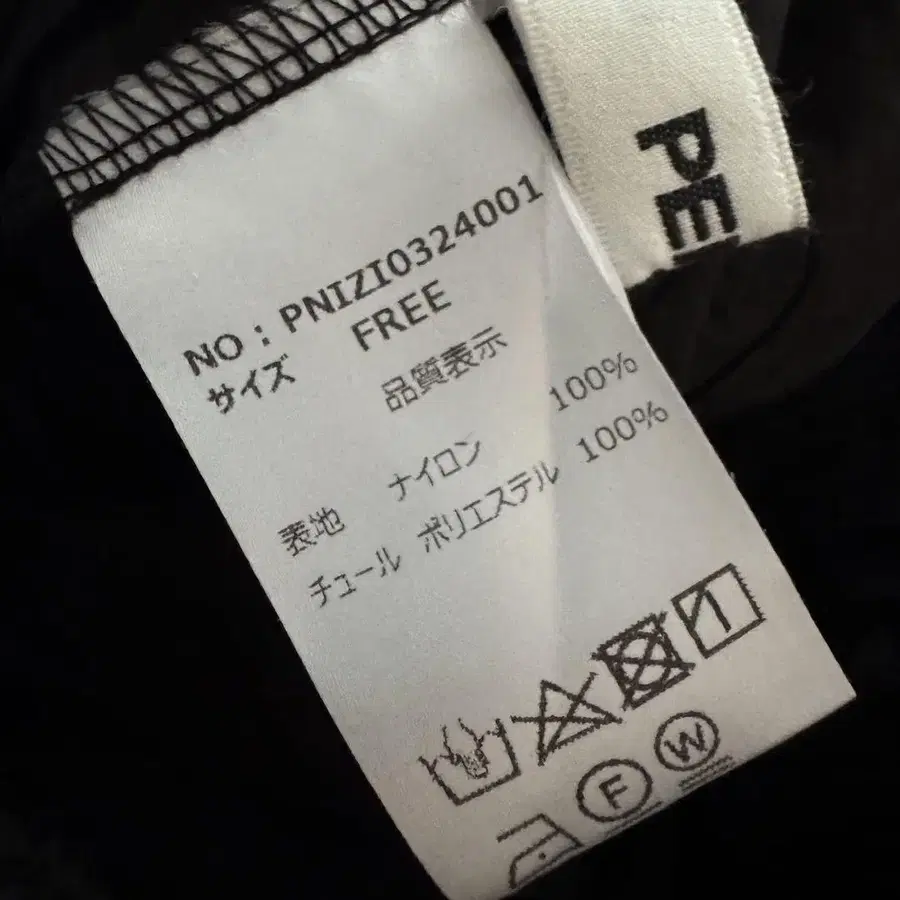 NO : PNIZI0324001
サイズ FREE
品質表示
表地 ナイロン 100%
チュール ポリエステル 100%
F
W
PE